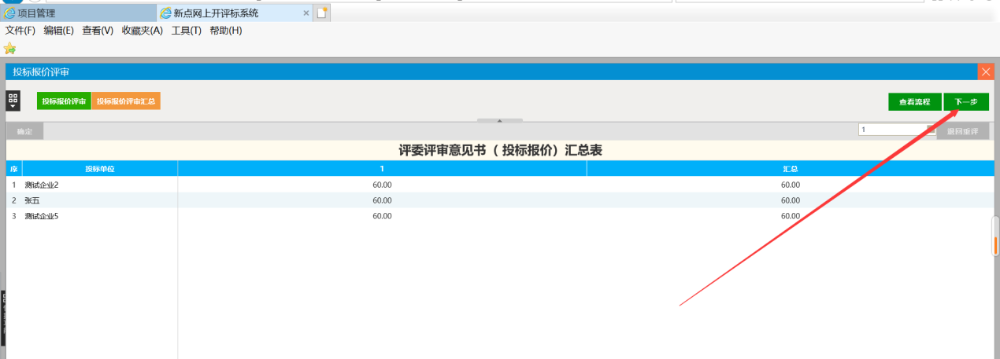 项目管理
新点网上开评标系统
文件(F) 编辑(E) 查看(V) 收藏夹(A) 工具(T) 帮助(H)
投标报价评审
投标报价评审 投标报价评审汇总 查看流程 下一步
确定 1 退回重评
评委评审意见书（投标报价）汇总表
序 投标单位 1 汇总
1 测试企业2 60.00 60.00
2 张五 60.00 60.00
3 测试企业5 60.00 60.00